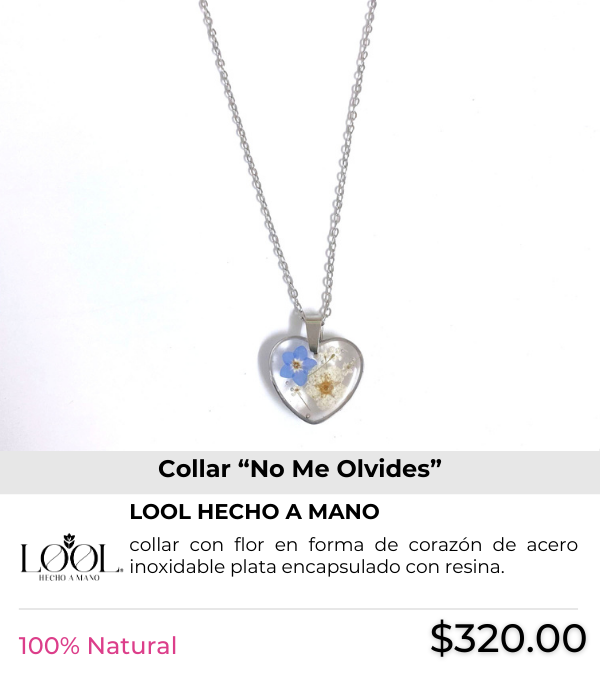 Collar “No Me Olvides”
LOOL HECHO A MANO
collar con flor en forma de corazón de acero
inoxidable plata encapsulado con resina.
LOOL
HECHO A MANO
100% Natural
$320.00